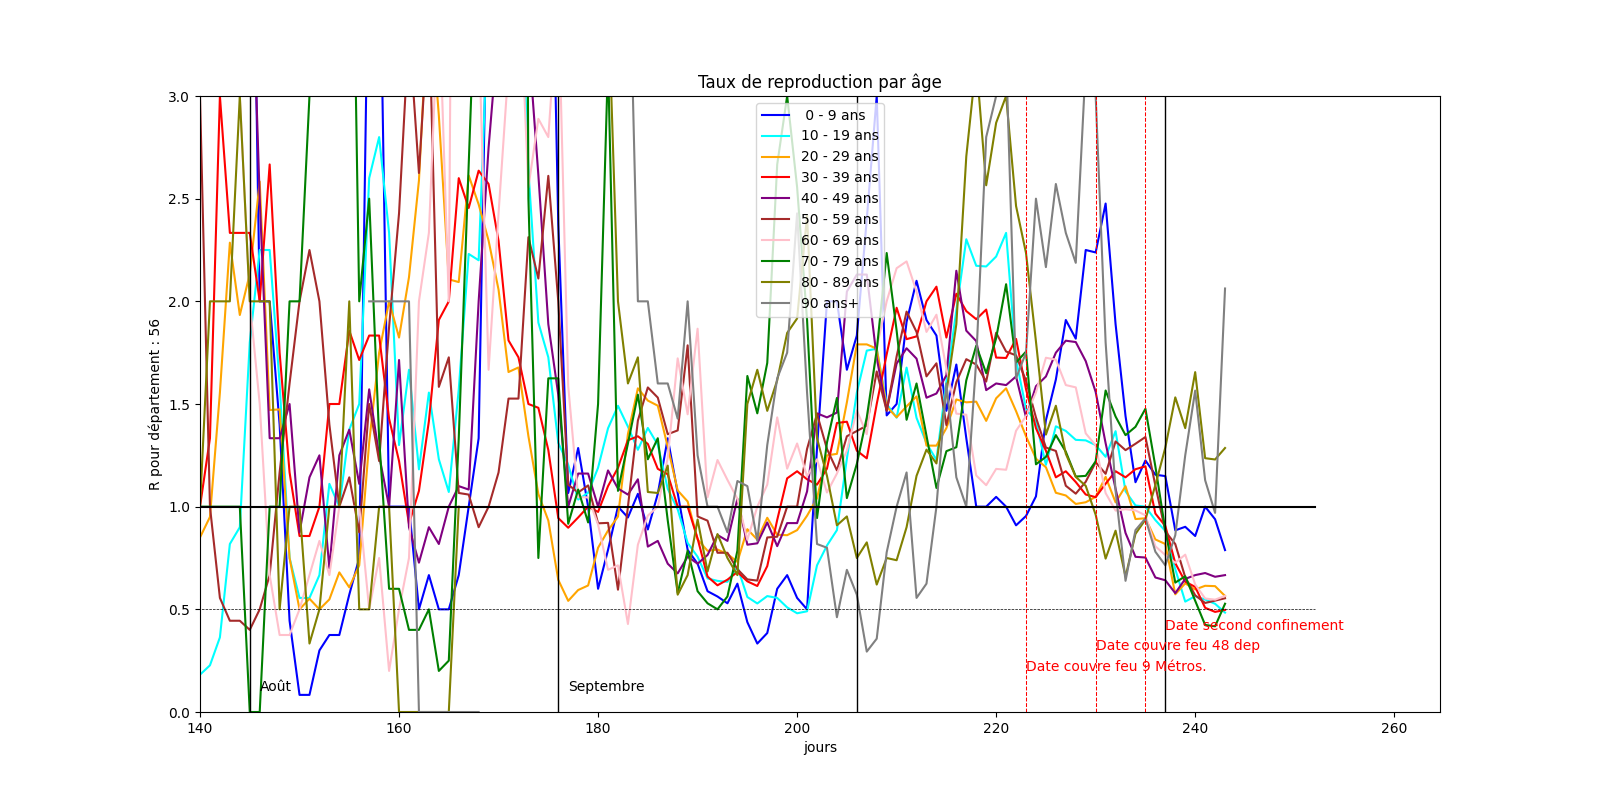 Taux de reproduction par âge
R pour département : 56
3.0
2.5
2.0
1.5
1.0
0.5
0.0
0 - 9 ans
10 - 19 ans
20 - 29 ans
30 - 39 ans
40 - 49 ans
50 - 59 ans
60 - 69 ans
70 - 79 ans
80 - 89 ans
90 ans+
Date second confinement
Date couvre feu 48 dep
Date couvre feu 9 Métros.
Août
Septembre
140 160 180 200 220 240 260
jours